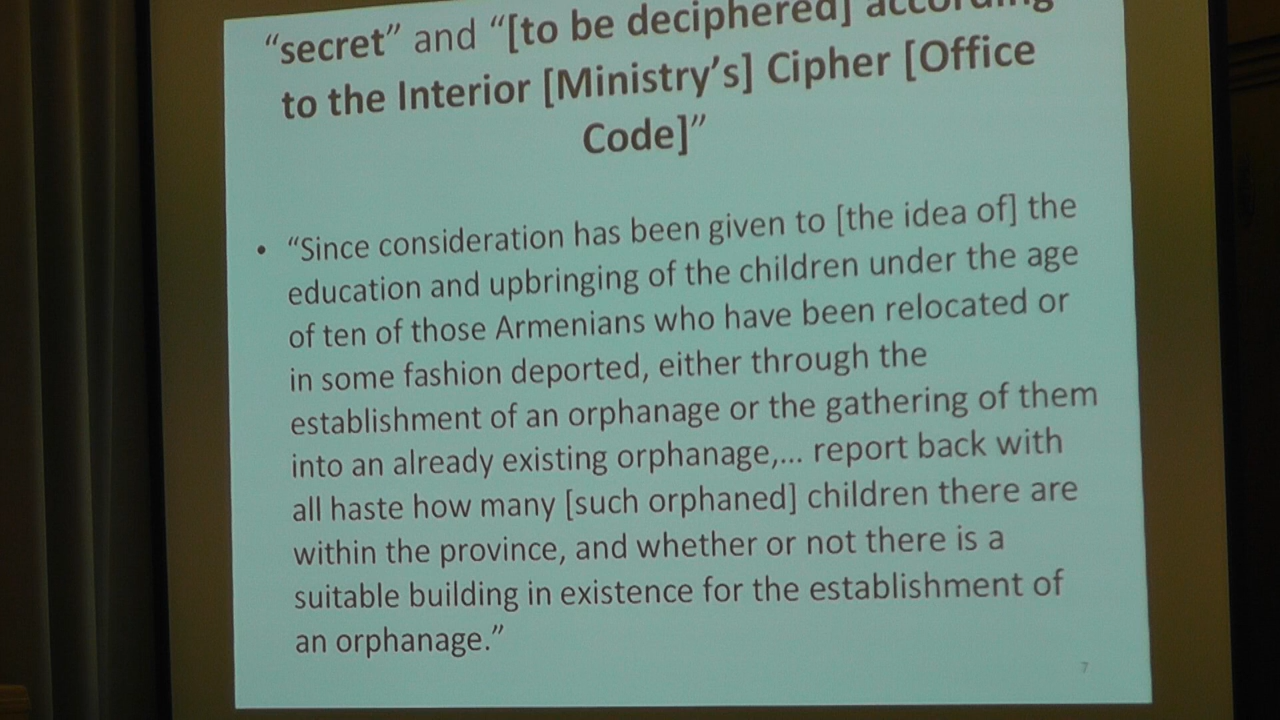 “secret” and “[to be deciphered] according
to the Interior [Ministry’s] Cipher [Office
Code]”
• “Since consideration has been given to [the idea of] the
education and upbringing of the children under the age
of ten of those Armenians who have been relocated or
in some fashion deported, either through the
establishment of an orphanage or the gathering of them
into an already existing orphanage,... report back with
all haste how many [such orphaned] children there are
within the province, and whether or not there is a
suitable building in existence for the establishment of
an orphanage.”
7